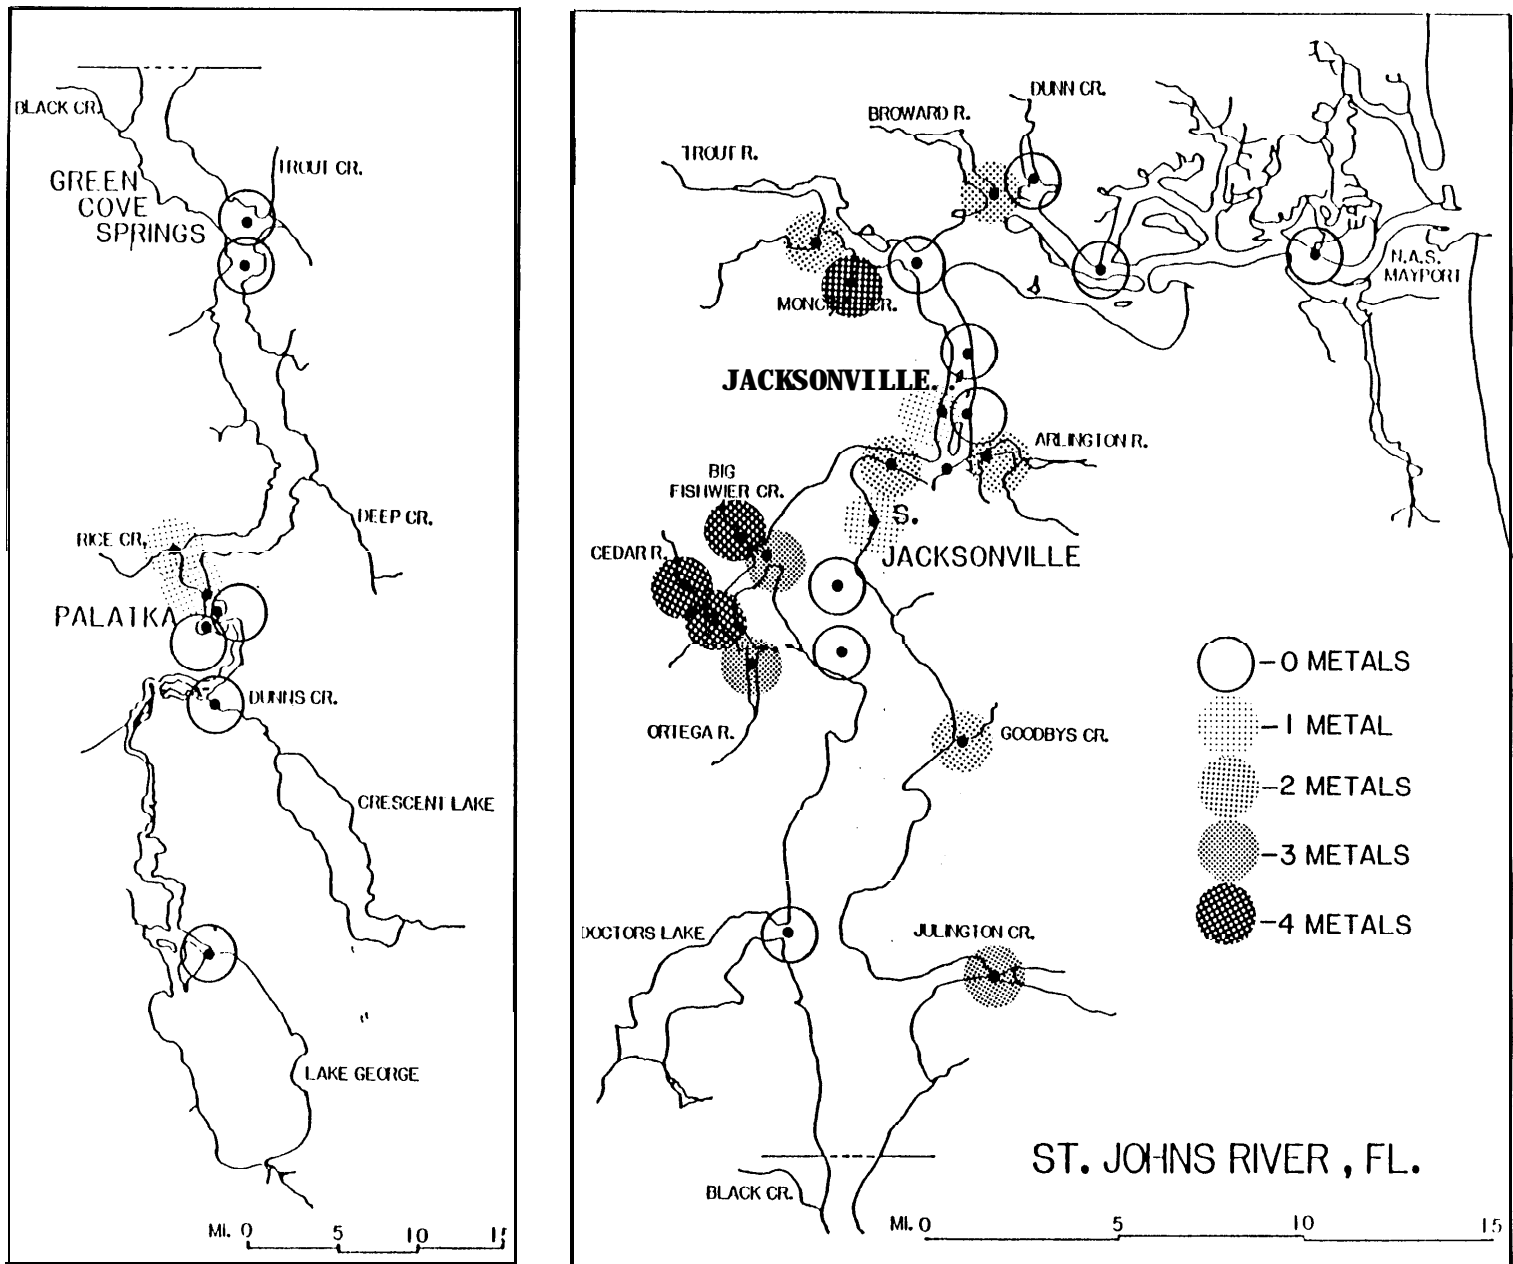 BLACK CR.
TROUT CR.
GREEN
COVE
SPRINGS
RICE CR.
DEEP CR.
PALATKA
DUNNS CR.
CRESCENT LAKE
LAKE GEORGE
MI. 0 5 10 15
DUNN CR.
BROWARD R.
TROUT R.
N.A.S.
MAYPORT
CR.
JACKSONVILLE
ARLINGTON R.
BIG
FISHWIER CR.
S.
JACKSONVILLE
CEDAR R.
ORTEGA R.
GOODBYS CR.
-0 METALS
-1 METAL
-2 METALS
-3 METALS
-4 METALS
DOCTORS LAKE
JULINGTON CR.
ST. JOHNS RIVER, FL.
BLACK CR.
MI. 0 5 10 15